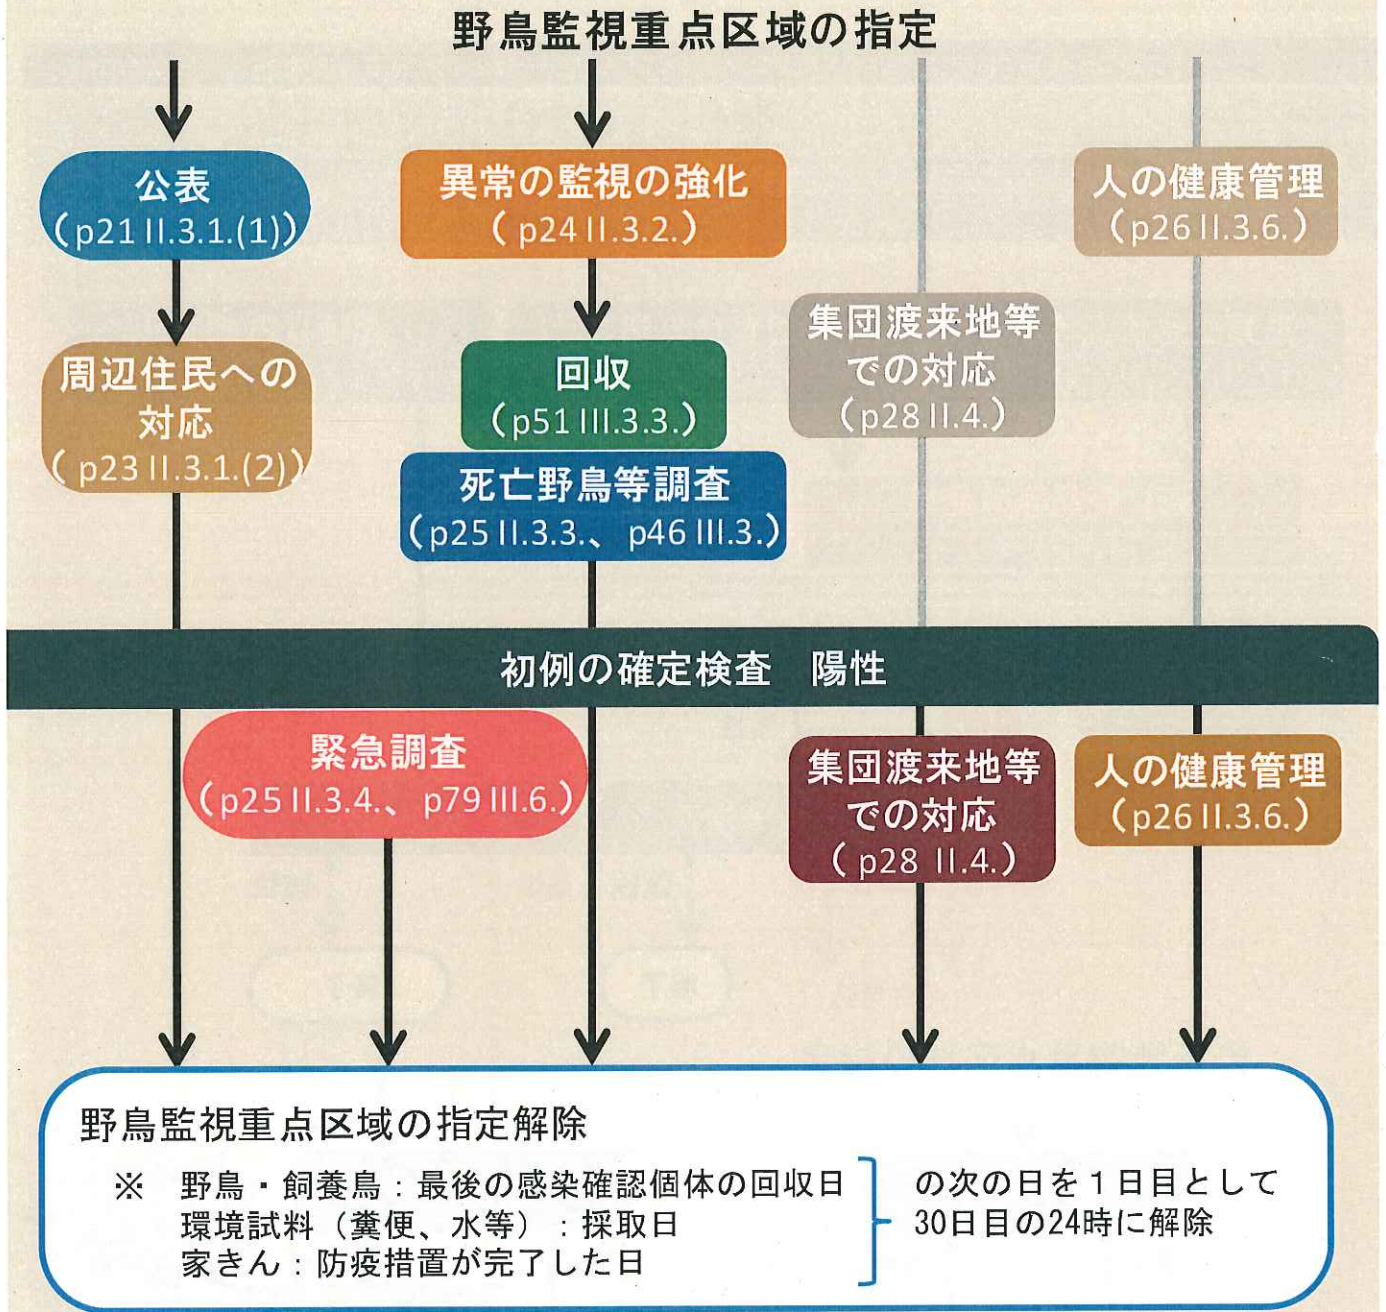 野鳥監視重点区域の指定
公表
（p21 II.3.1.(1)）
異常の監視の強化
（ p24 II.3.2.）
人の健康管理
（p26 II.3.6.）
周辺住民への
対応
（ p23 II.3.1.(2)）
回収
（p51 III.3.3.）
集団渡来地等
での対応
（p28 II.4.）
死亡野鳥等調査
（p25 II.3.3.、 p46 III.3.）
初例の確定検査　陽性
緊急調査
（p25 II.3.4.、 p79 III.6.）
集団渡来地等
での対応
（ p28 II.4.）
人の健康管理
（p26 II.3.6.）
野鳥監視重点区域の指定解除
※　野鳥・飼養鳥：最後の感染確認個体の回収日
環境試料（糞便、水等）：採取日
家きん：防疫措置が完了した日
の次の日を１日目として
30日目の24時に解除